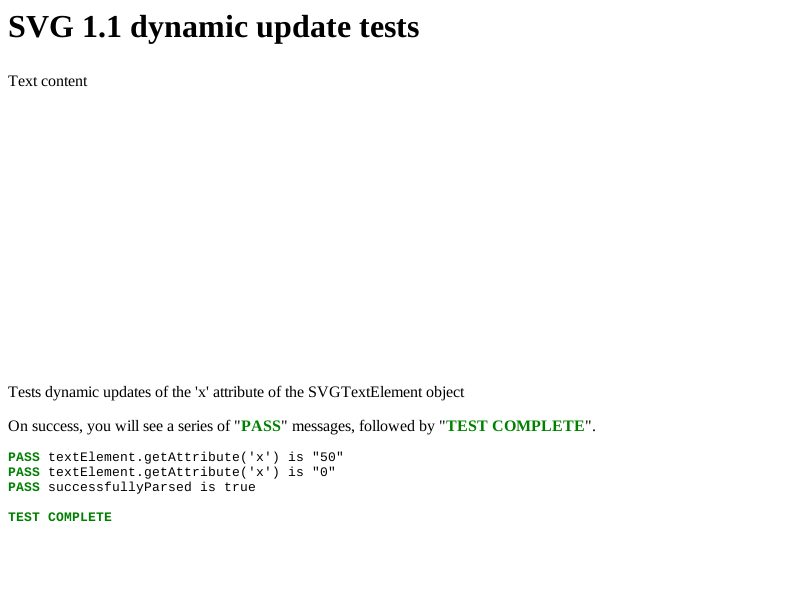 SVG 1.1 dynamic update tests
Text content
Tests dynamic updates of the 'x' attribute of the SVGTextElement object
On success, you will see a series of "PASS" messages, followed by "TEST COMPLETE".
PASS textElement.getAttribute('x') is "50"
PASS textElement.getAttribute('x') is "0"
PASS successfullyParsed is true
TEST COMPLETE